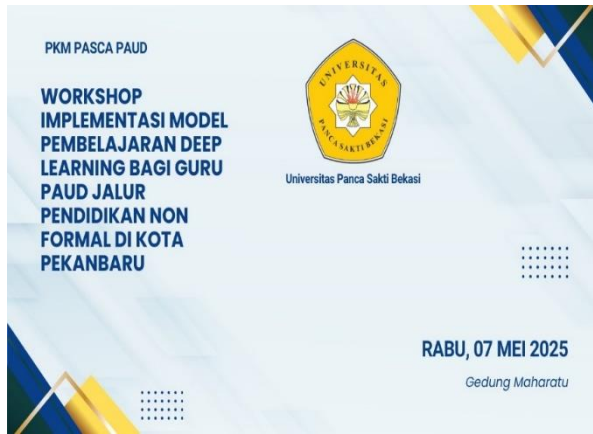 PKM PASCA PAUD
WORKSHOP
IMPLEMENTASI MODEL
PEMBELAJARAN DEEP
LEARNING BAGI GURU
PAUD JALUR
PENDIDIKAN NON
FORMAL DI KOTA
PEKANBARU
UNIVERSITAS
PANCA SAKTI BEKASI
Universitas Panca Sakti Bekasi
RABU, 07 MEI 2025
Gedung Maharatu